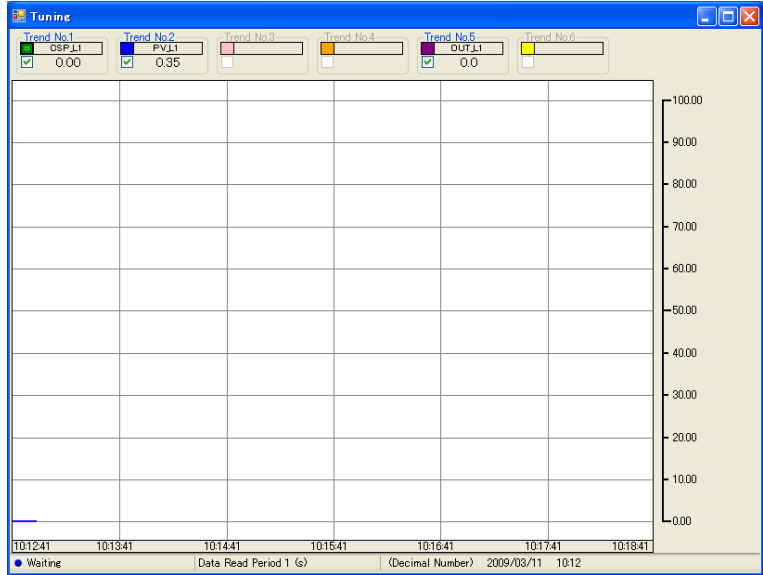 Tuning
Trend No.1 Trend No.2 Trend No.3 Trend No.4 Trend No.5 Trend No.6
CSP_L1 PV_L1 OUT_L1
0.00 0.35 0.0
100.00
90.00
80.00
70.00
60.00
50.00
40.00
30.00
20.00
10.00
0.00
10:12:41 10:13:41 10:14:41 10:15:41 10:16:41 10:17:41 10:18:41
Waiting Data Read Period 1 (s) (Decimal Number) 2009/03/11 10:12